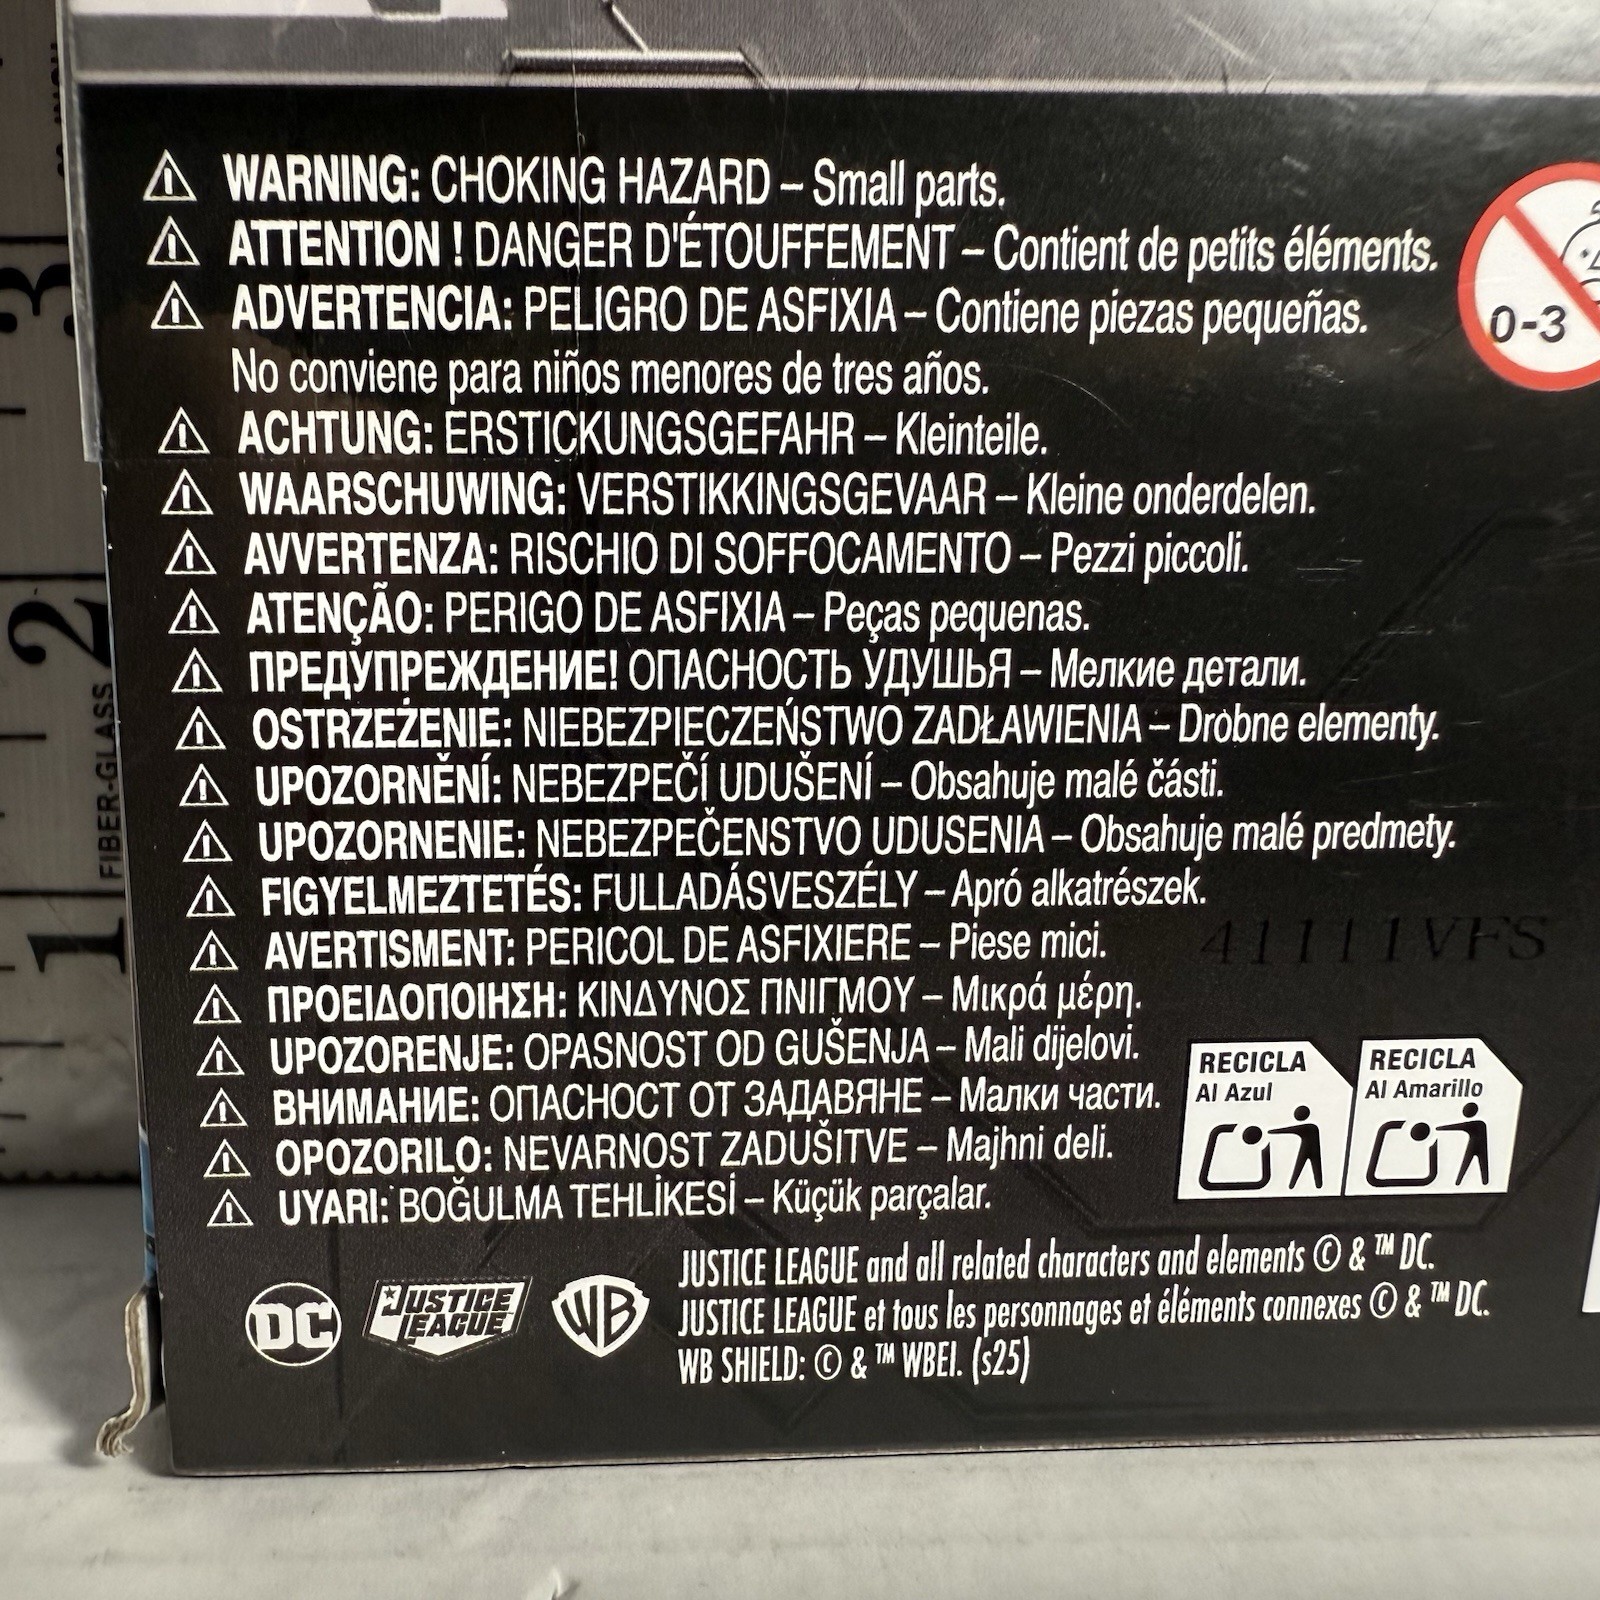 WARNING: CHOKING HAZARD – Small parts.
ATTENTION ! DANGER D'ÉTOUFFEMENT – Contient de petits éléments.
ADVERTENCIA: PELIGRO DE ASFIXIA – Contiene piezas pequeñas.
No conviene para niños menores de tres años.
ACHTUNG: ERSTICKUNGSGEFAHR – Kleinteile.
WAARSCHUWING: VERSTIKKINGSGEVAAR – Kleine onderdelen.
AVVERTENZA: RISCHIO DI SOFFOCAMENTO – Pezzi piccoli.
ATENÇÃO: PERIGO DE ASFIXIA – Peças pequenas.
ПРЕДУПРЕЖДЕНИЕ! ОПАСНОСТЬ УДУШЬЯ – Мелкие детали.
OSTRZEŻENIE: NIEBEZPIECZEŃSTWO ZADŁAWIENIA – Drobne elementy.
UPOZORNĚNÍ: NEBEZPEČÍ UDUŠENÍ – Obsahuje malé části.
UPOZORNENIE: NEBEZPEČENSTVO UDUSENIA – Obsahuje malé predmety.
FIGYELMEZTETÉS: FULLADÁSVESZÉLY – Apró alkatrészek.
AVERTISMENT: PERICOL DE ASFIXIERE – Piese mici.
ΠΡΟΕΙΔΟΠΟΙΗΣΗ: ΚΙΝΔΥΝΟΣ ΠΝΙΓΜΟΥ – Μικρά μέρη.
UPOZORENJE: OPASNOST OD GUŠENJA – Mali dijelovi.
ВНИМАНИЕ: ОПАСНОСТ ОТ ЗАДАВЯНЕ – Малки части.
OPOZORILO: NEVARNOST ZADUŠITVE – Majhni deli.
UYARI: BOĞULMA TEHLİKESİ – Küçük parçalar.
0-3
41111VFS
RECICLA
Al Azul
RECICLA
Al Amarillo
DC
JUSTICE LEAGUE
WB
JUSTICE LEAGUE and all related characters and elements © & ™ DC.
JUSTICE LEAGUE et tous les personnages et éléments connexes © & ™ DC.
WB SHIELD: © & ™ WBEI. (s25)
3
2
1
FIBER-GLASS